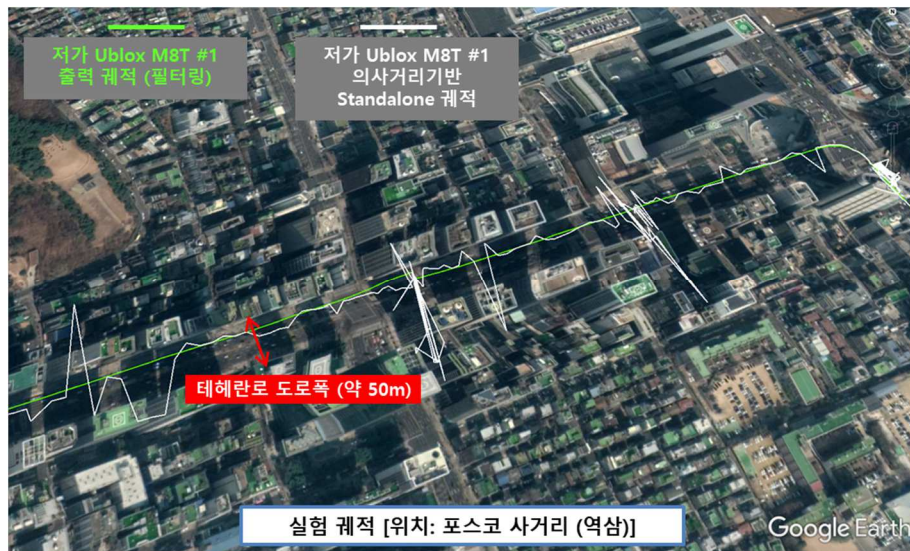 저가 Ublox M8T #1
출력 궤적 (필터링)
저가 Ublox M8T #1
의사거리기반
Standalone 궤적
테헤란로 도로폭 (약 50m)
실험 궤적 [위치: 포스코 사거리 (역삼)]
Google Earth